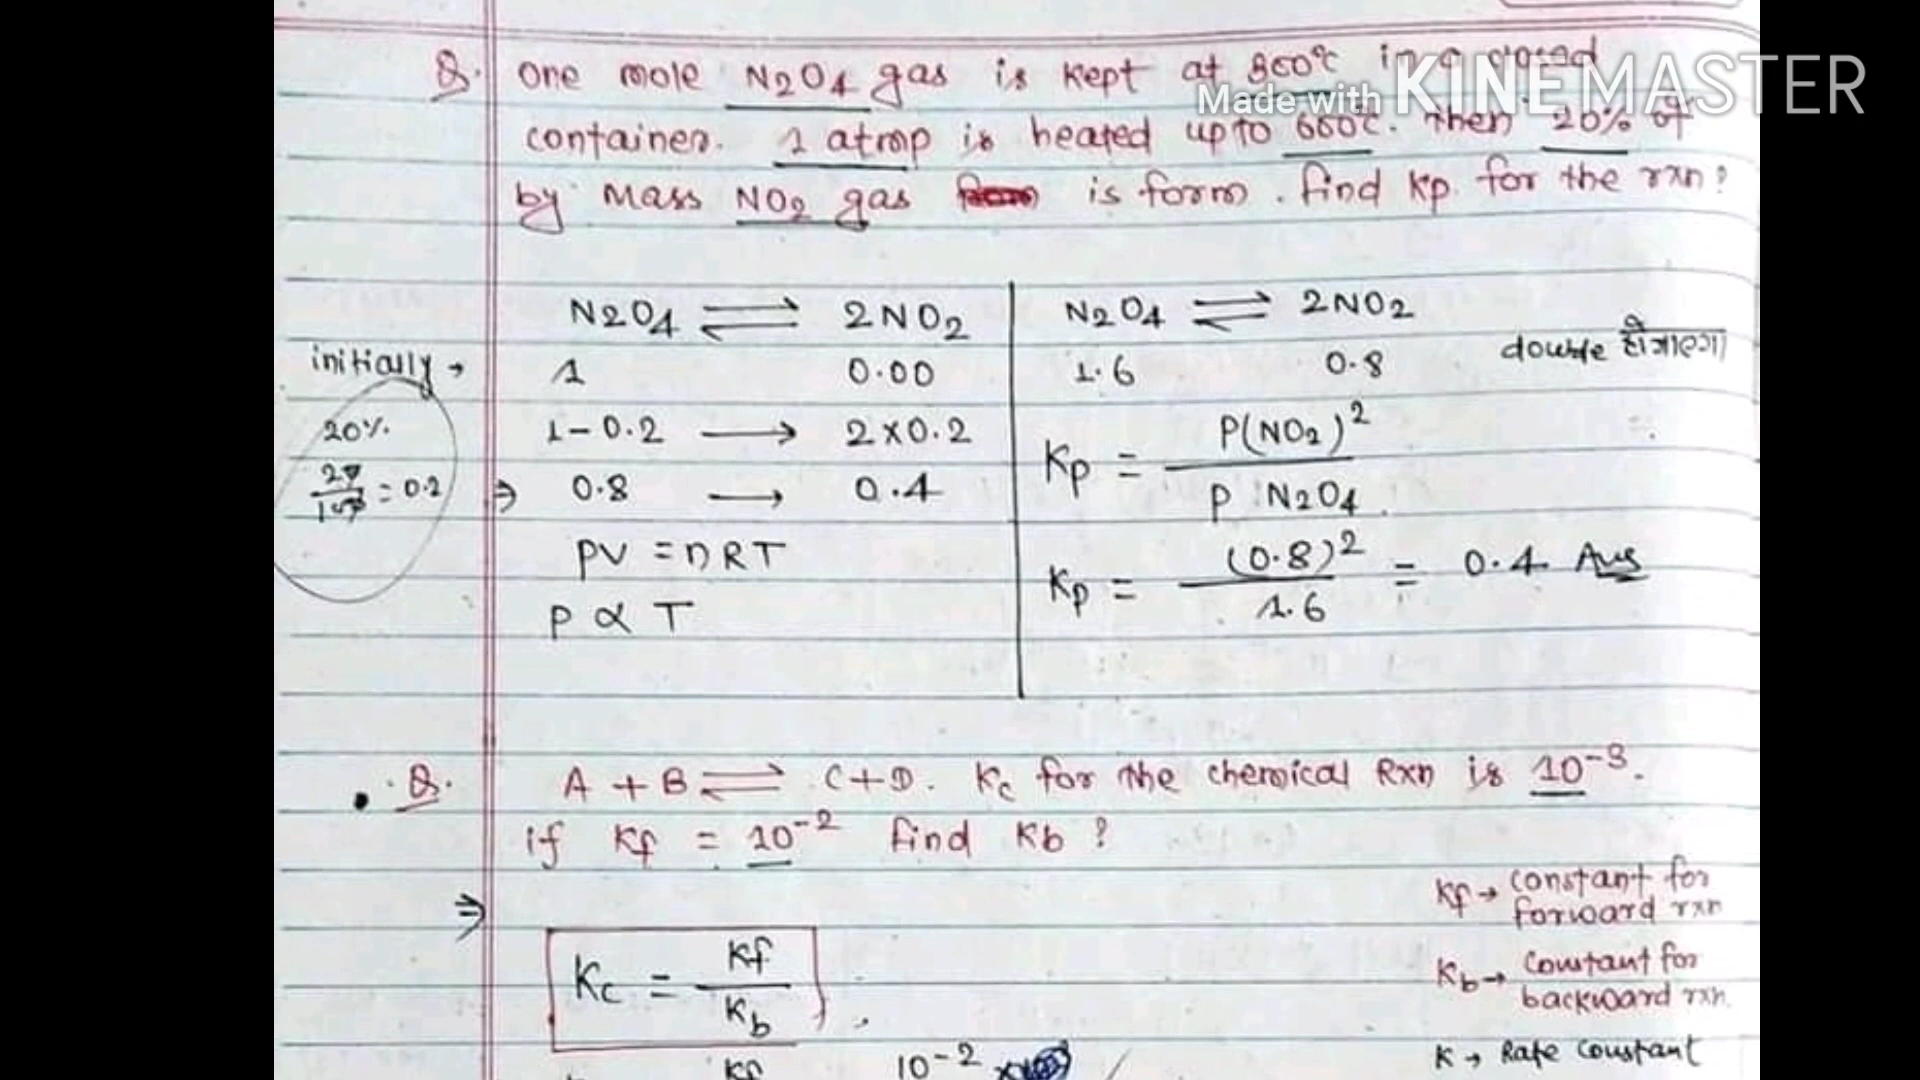 Q. one mole N2O4 gas is kept at 300°c in a closed
Made with KINEMASTER
container. 1 atmp is heated up to 600°c. Then 20% of
by mass NO2 gas is form. find Kp for the rxn?
N2O4 ⇌ 2NO2
N2O4 ⇌ 2NO2
initially → 1 0.00
1.6 0.8 double हो जाएगा
20% 1-0.2 → 2×0.2
Kp = P(NO2)² / P N2O4
= 0.2 ⇒ 0.8 → 0.4
PV = nRT
Kp = (0.8)² / 1.6 = 0.4 Ans
P ∝ T
• Q. A + B ⇌ C+D. Kc for the chemical Rxn is 10⁻³.
if Kf = 10⁻² find Kb?
⇒
Kf → constant for
forward rxn
Kc = Kf / Kb
Kb → constant for
backward rxn.
K → Rate constant
Kf 10⁻²